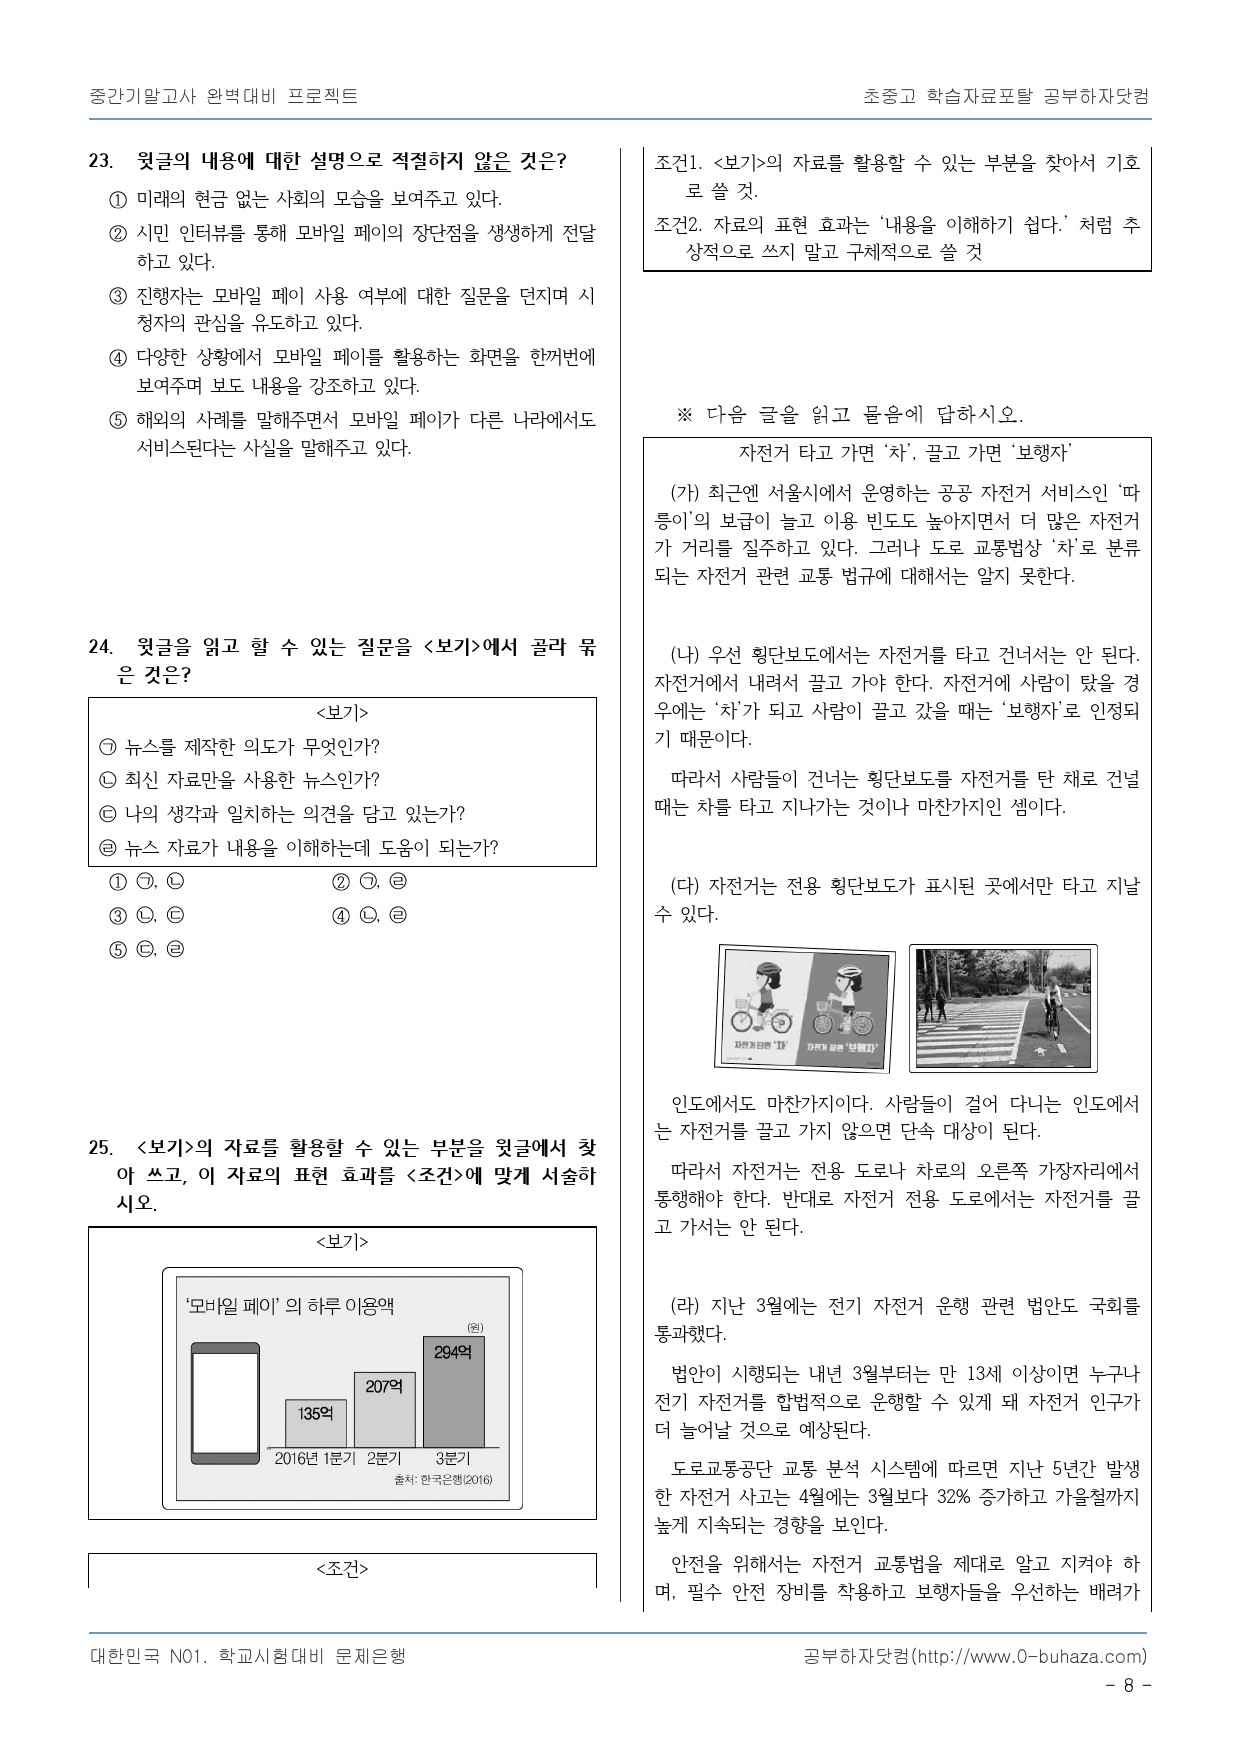 중간기말고사 완벽대비 프로젝트
초중고 학습자료포탈 공부하자닷컴
23. 윗글의 내용에 대한 설명으로 적절하지 않은 것은?
① 미래의 현금 없는 사회의 모습을 보여주고 있다.
② 시민 인터뷰를 통해 모바일 페이의 장단점을 생생하게 전달
하고 있다.
③ 진행자는 모바일 페이 사용 여부에 대한 질문을 던지며 시
청자의 관심을 유도하고 있다.
④ 다양한 상황에서 모바일 페이를 활용하는 화면을 한꺼번에
보여주며 보도 내용을 강조하고 있다.
⑤ 해외의 사례를 말해주면서 모바일 페이가 다른 나라에서도
서비스된다는 사실을 말해주고 있다.
24. 윗글을 읽고 할 수 있는 질문을 <보기>에서 골라 묶
은 것은?
<보기>
㉠ 뉴스를 제작한 의도가 무엇인가?
㉡ 최신 자료만을 사용한 뉴스인가?
㉢ 나의 생각과 일치하는 의견을 담고 있는가?
㉣ 뉴스 자료가 내용을 이해하는데 도움이 되는가?
① ㉠, ㉡ ② ㉠, ㉣
③ ㉡, ㉢ ④ ㉡, ㉣
⑤ ㉢, ㉣
25. <보기>의 자료를 활용할 수 있는 부분을 윗글에서 찾
아 쓰고, 이 자료의 표현 효과를 <조건>에 맞게 서술하
시오.
<보기>
'모바일 페이' 의 하루 이용액
(원)
294억
207억
135억
2016년 1분기 2분기 3분기
출처: 한국은행(2016)
<조건>
조건1. <보기>의 자료를 활용할 수 있는 부분을 찾아서 기호
로 쓸 것.
조건2. 자료의 표현 효과는 ‘내용을 이해하기 쉽다.’ 처럼 추
상적으로 쓰지 말고 구체적으로 쓸 것
※ 다음 글을 읽고 물음에 답하시오.
자전거 타고 가면 ‘차’, 끌고 가면 ‘보행자’
(가) 최근엔 서울시에서 운영하는 공공 자전거 서비스인 ‘따
릉이’의 보급이 늘고 이용 빈도도 높아지면서 더 많은 자전거
가 거리를 질주하고 있다. 그러나 도로 교통법상 ‘차’로 분류
되는 자전거 관련 교통 법규에 대해서는 알지 못한다.
(나) 우선 횡단보도에서는 자전거를 타고 건너서는 안 된다.
자전거에서 내려서 끌고 가야 한다. 자전거에 사람이 탔을 경
우에는 ‘차’가 되고 사람이 끌고 갔을 때는 ‘보행자’로 인정되
기 때문이다.
따라서 사람들이 건너는 횡단보도를 자전거를 탄 채로 건널
때는 차를 타고 지나가는 것이나 마찬가지인 셈이다.
(다) 자전거는 전용 횡단보도가 표시된 곳에서만 타고 지날
수 있다.
자전거 타면 '차'
자전거 끌면 '보행자'
인도에서도 마찬가지이다. 사람들이 걸어 다니는 인도에서
는 자전거를 끌고 가지 않으면 단속 대상이 된다.
따라서 자전거는 전용 도로나 차로의 오른쪽 가장자리에서
통행해야 한다. 반대로 자전거 전용 도로에서는 자전거를 끌
고 가서는 안 된다.
(라) 지난 3월에는 전기 자전거 운행 관련 법안도 국회를
통과했다.
법안이 시행되는 내년 3월부터는 만 13세 이상이면 누구나
전기 자전거를 합법적으로 운행할 수 있게 돼 자전거 인구가
더 늘어날 것으로 예상된다.
도로교통공단 교통 분석 시스템에 따르면 지난 5년간 발생
한 자전거 사고는 4월에는 3월보다 32% 증가하고 가을철까지
높게 지속되는 경향을 보인다.
안전을 위해서는 자전거 교통법을 제대로 알고 지켜야 하
며, 필수 안전 장비를 착용하고 보행자들을 우선하는 배려가
대한민국 N01. 학교시험대비 문제은행
공부하자닷컴(http://www.0-buhaza.com)
- 8 -